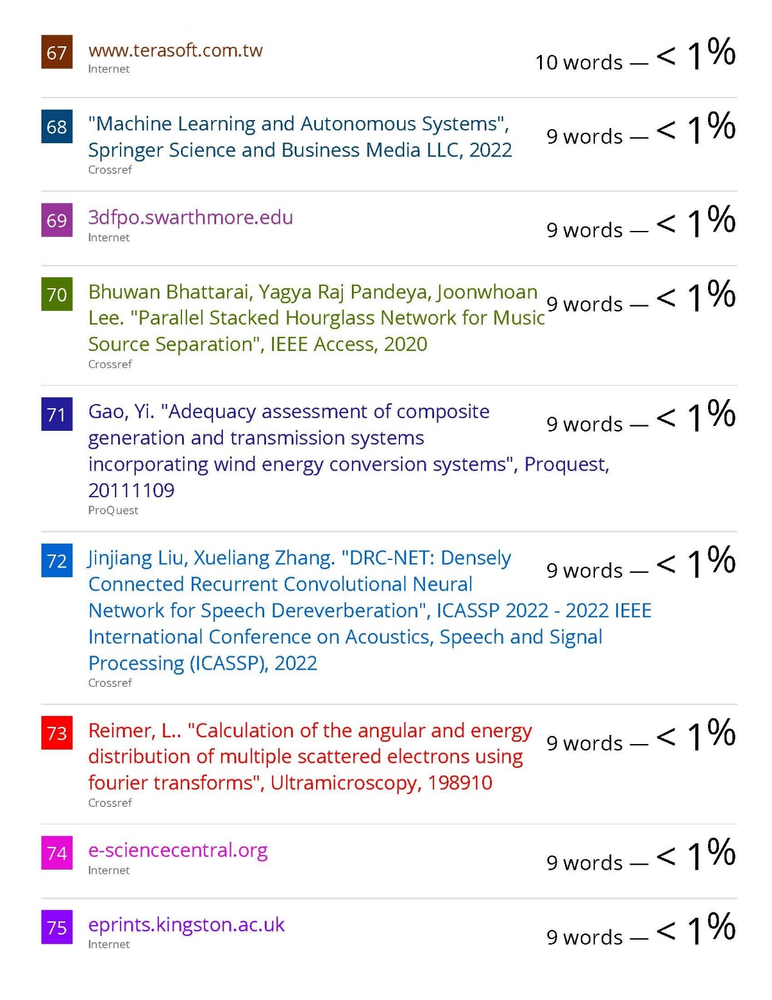 67 www.terasoft.com.tw 10 words — < 1%
Internet
68 "Machine Learning and Autonomous Systems", 9 words — < 1%
Springer Science and Business Media LLC, 2022
Crossref
69 3dfpo.swarthmore.edu 9 words — < 1%
Internet
70 Bhuwan Bhattarai, Yagya Raj Pandeya, Joonwhoan 9 words — < 1%
Lee. "Parallel Stacked Hourglass Network for Music
Source Separation", IEEE Access, 2020
Crossref
71 Gao, Yi. "Adequacy assessment of composite 9 words — < 1%
generation and transmission systems
incorporating wind energy conversion systems", Proquest,
20111109
ProQuest
72 Jinjiang Liu, Xueliang Zhang. "DRC-NET: Densely 9 words — < 1%
Connected Recurrent Convolutional Neural
Network for Speech Dereverberation", ICASSP 2022 - 2022 IEEE
International Conference on Acoustics, Speech and Signal
Processing (ICASSP), 2022
Crossref
73 Reimer, L.. "Calculation of the angular and energy 9 words — < 1%
distribution of multiple scattered electrons using
fourier transforms", Ultramicroscopy, 198910
Crossref
74 e-sciencecentral.org 9 words — < 1%
Internet
75 eprints.kingston.ac.uk 9 words — < 1%
Internet